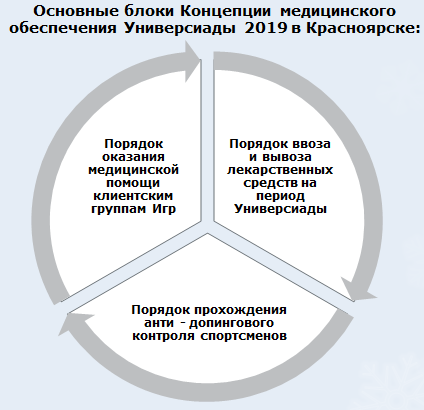 Основные блоки Концепции медицинского
обеспечения Универсиады 2019 в Красноярске:
Порядок
оказания
медицинской
помощи
клиентским
группам Игр
Порядок ввоза
и вывоза
лекарственных
средств на
период
Универсиады
Порядок прохождения
анти - допингового
контроля спортсменов